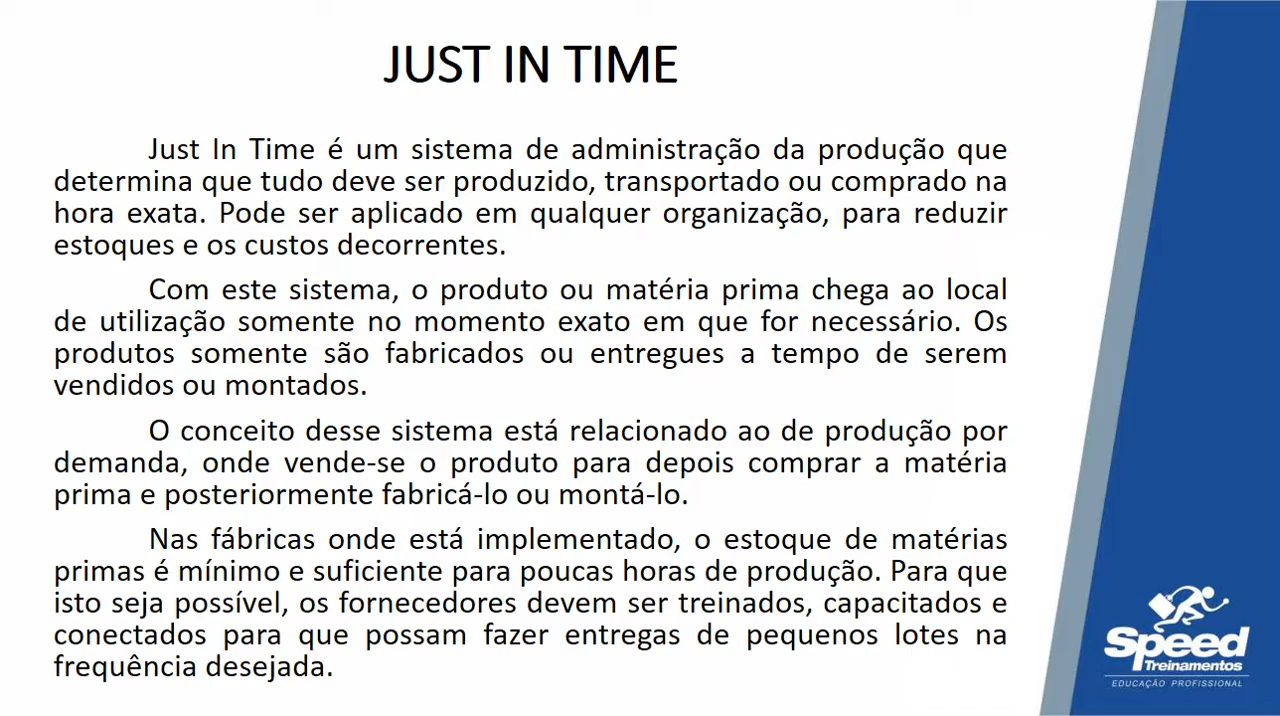 JUST IN TIME
Just In Time é um sistema de administração da produção que
determina que tudo deve ser produzido, transportado ou comprado na
hora exata. Pode ser aplicado em qualquer organização, para reduzir
estoques e os custos decorrentes.
Com este sistema, o produto ou matéria prima chega ao local
de utilização somente no momento exato em que for necessário. Os
produtos somente são fabricados ou entregues a tempo de serem
vendidos ou montados.
O conceito desse sistema está relacionado ao de produção por
demanda, onde vende-se o produto para depois comprar a matéria
prima e posteriormente fabricá-lo ou montá-lo.
Nas fábricas onde está implementado, o estoque de matérias
primas é mínimo e suficiente para poucas horas de produção. Para que
isto seja possível, os fornecedores devem ser treinados, capacitados e
conectados para que possam fazer entregas de pequenos lotes na
frequência desejada.
Speed
Treinamentos
EDUCAÇÃO PROFISSIONAL